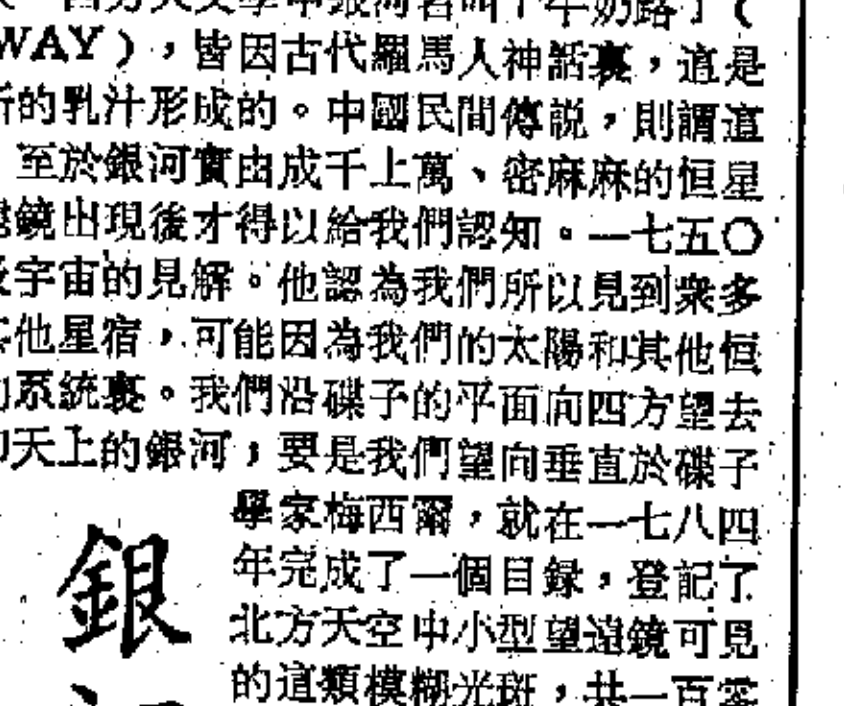 西方天文學中銀河名叫「牛奶路」(
WAY),皆因古代羅馬人神話裏,這是
所的乳汁形成的。中國民間傳説,則謂這
至於銀河實由成千上萬、密麻麻的恒星
遠鏡出現後才得以給我們認知。一七五〇
宇宙的見解。他認為我們所以見到衆多
其他星宿,可能因為我們的太陽和其他恒
的系統裏。我們沿碟子的平面向四方望去
天上的銀河;要是我們望向垂直於碟子
學家梅西爾,就在一七八四
年完成了一個目録,登記了
北方天空中小型望遠鏡可見
的這類模糊光斑,共一百零
銀